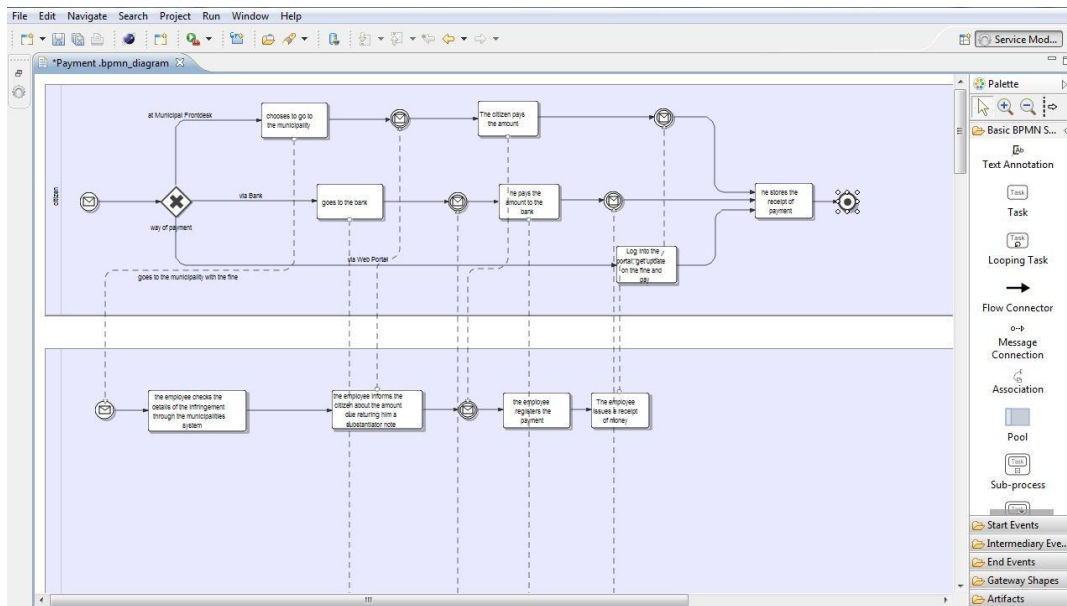 File Edit Navigate Search Project Run Window Help
Service Mod...
*Payment .bpmn_diagram
Palette
Basic BPMN S...
Text Annotation
Task
Task
Task
Looping Task
Flow Connector
Message
Connection
Association
Pool
Task
Sub-process
Task
Start Events
Intermediary Eve..
End Events
Gateway Shapes
Artifacts
citizen
at Municipal Frontdesk
chooses to go to
the municipality
The citizen pays
the amount
via Bank
goes to the bank
he pays the
amount to the
bank
he stores the
receipt of
payment
way of payment
via Web Portal
Log into the
portal, get update
on the fine and
pay
goes to the municipality with the fine
the employee checks the
details of the infringement
through the municipalities
system
the employee informs the
citizen about the amount
due returing him a
substantiator note
the employee
registers the
payment
The employee
issues a receipt
of money